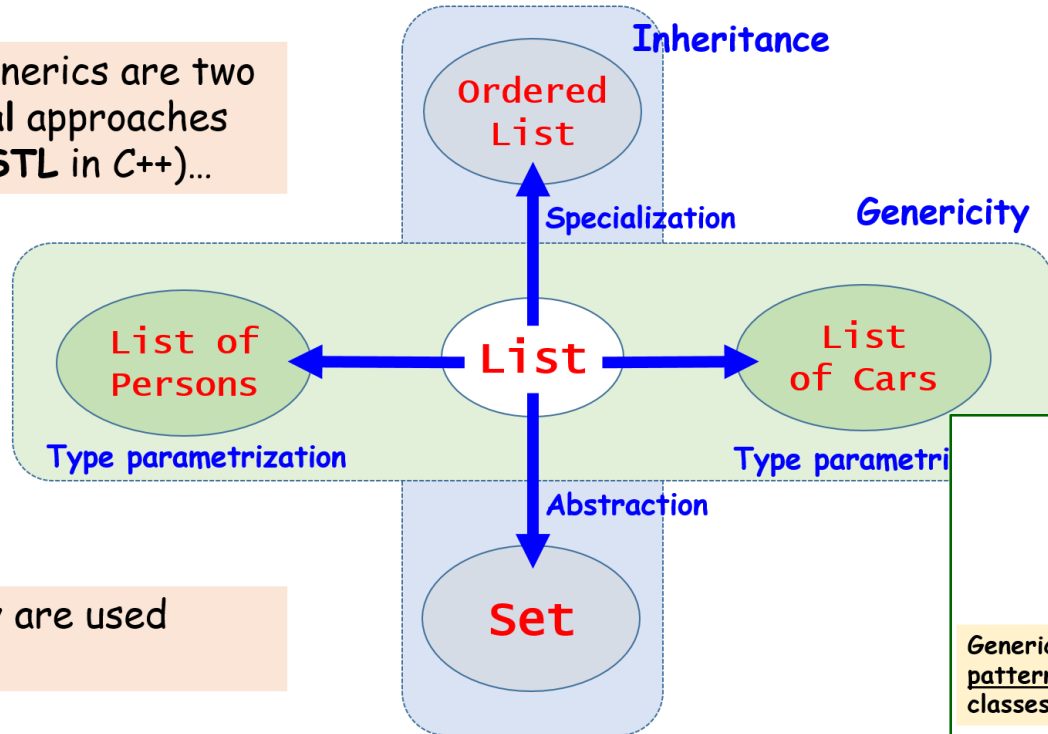 Inheritance
nerics are two
al approaches
STL in C++)…
Ordered
List
Specialization
Genericity
List of
Persons
List
List
of Cars
Type parametrization
Type parametri
Abstraction
are used
Set
Generic
pattern
classes